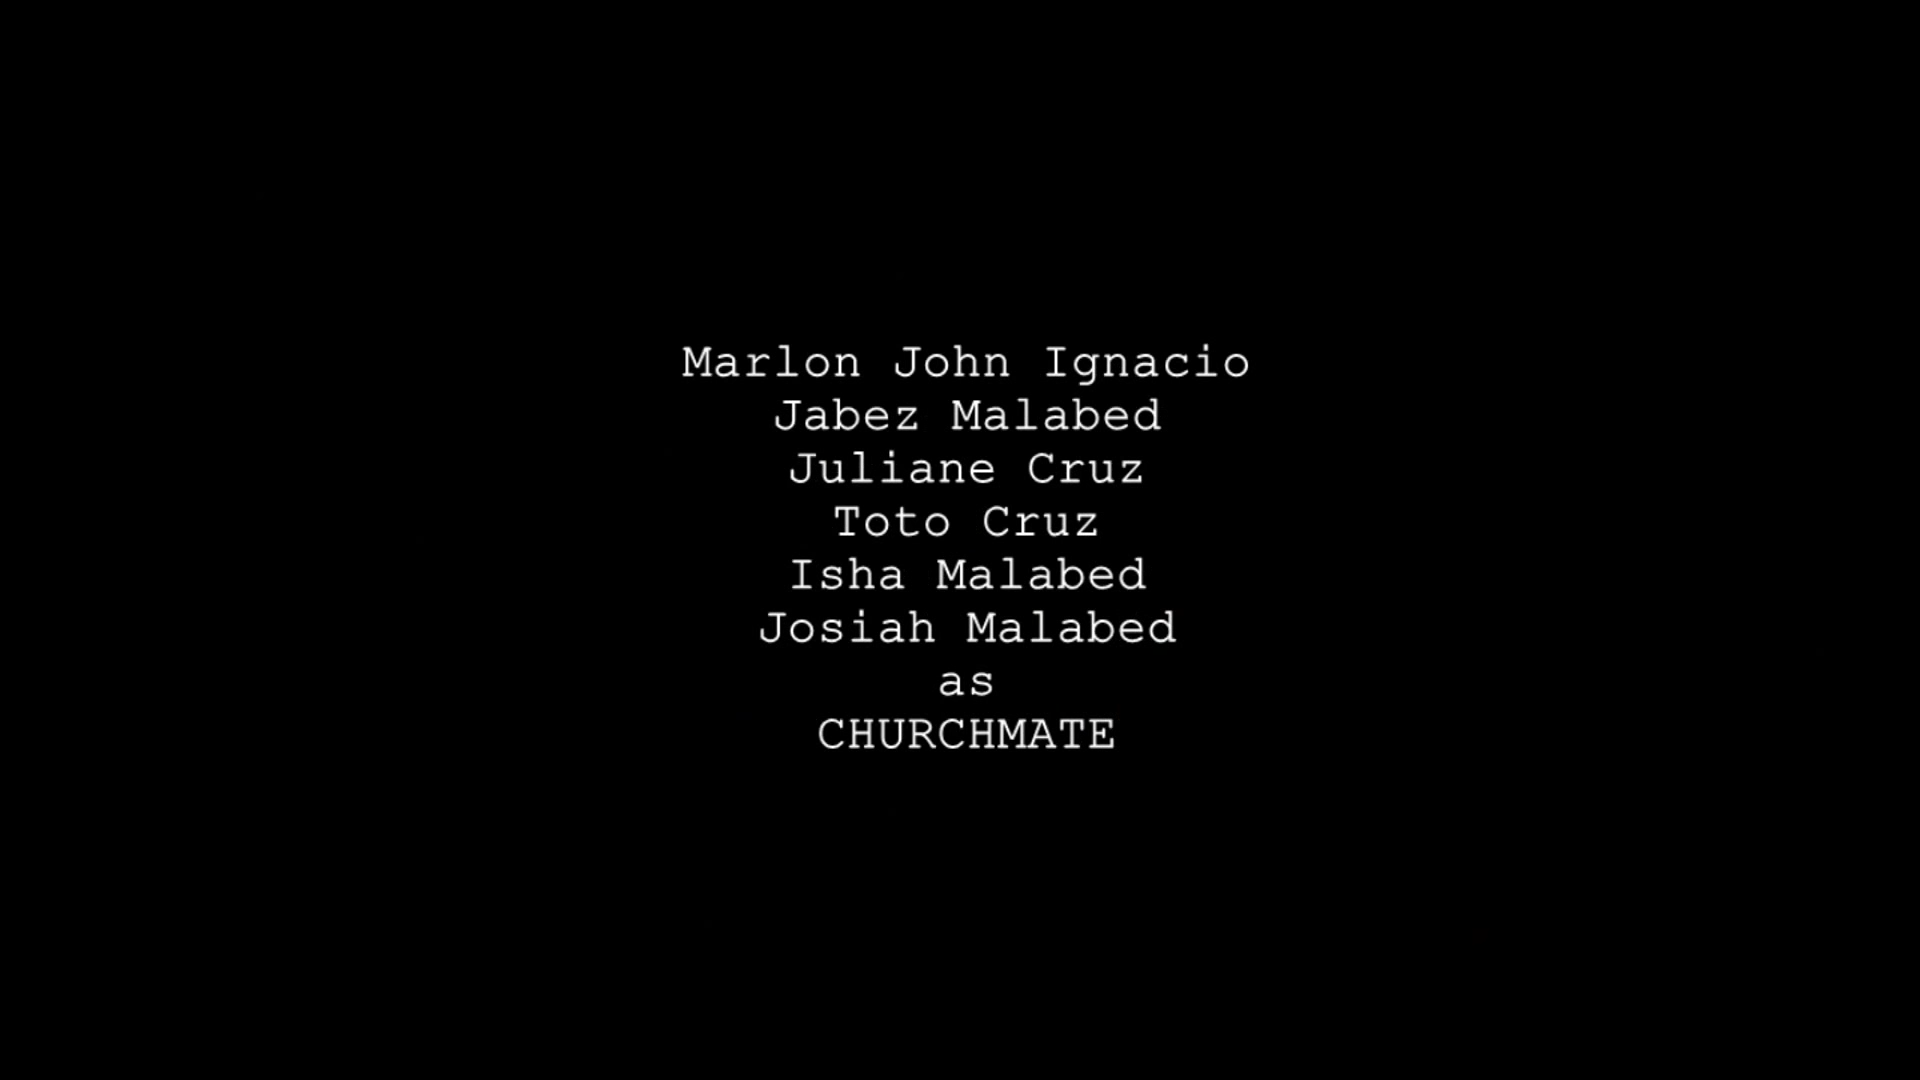 Marlon John Ignacio
Jabez Malabed
Juliane Cruz
Toto Cruz
Isha Malabed
Josiah Malabed
as
CHURCHMATE